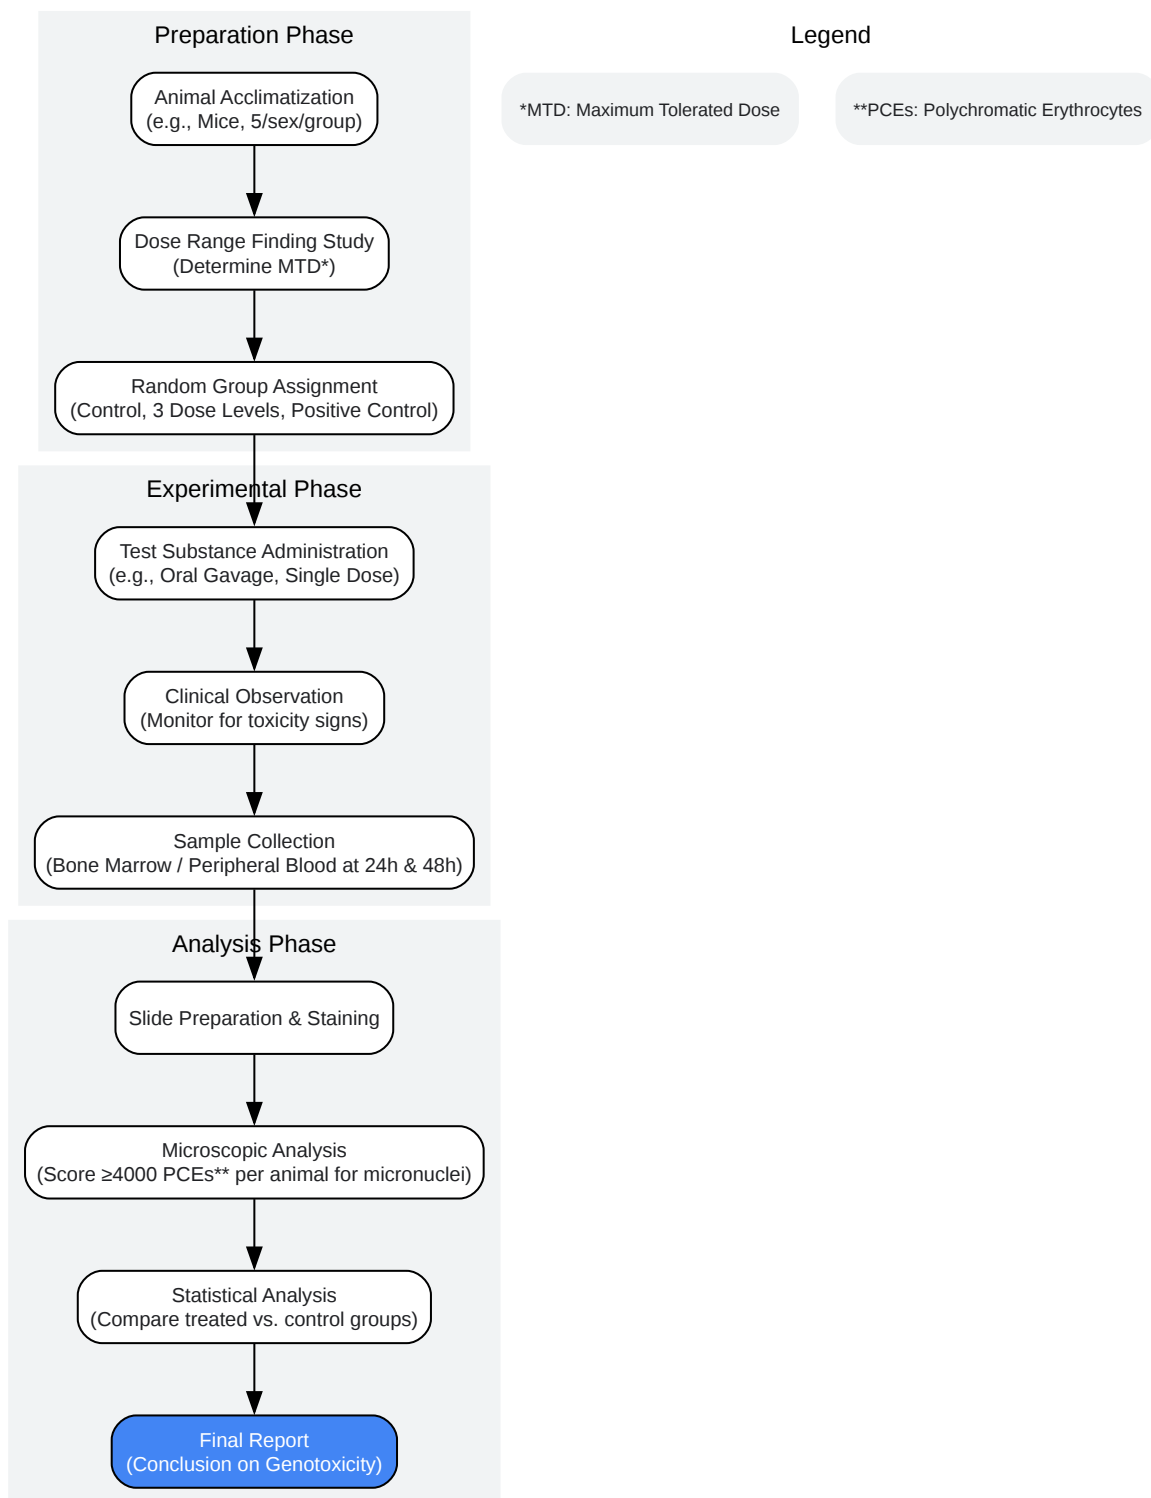 Preparation Phase
Animal Acclimatization
(e.g., Mice, 5/sex/group)
Dose Range Finding Study
(Determine MTD*)
Random Group Assignment
(Control, 3 Dose Levels, Positive Control)
Experimental Phase
Test Substance Administration
(e.g., Oral Gavage, Single Dose)
Clinical Observation
(Monitor for toxicity signs)
Sample Collection
(Bone Marrow / Peripheral Blood at 24h & 48h)
Analysis Phase
Slide Preparation & Staining
Microscopic Analysis
(Score ≥4000 PCEs** per animal for micronuclei)
Statistical Analysis
(Compare treated vs. control groups)
Final Report
(Conclusion on Genotoxicity)
Legend
*MTD: Maximum Tolerated Dose
**PCEs: Polychromatic Erythrocytes